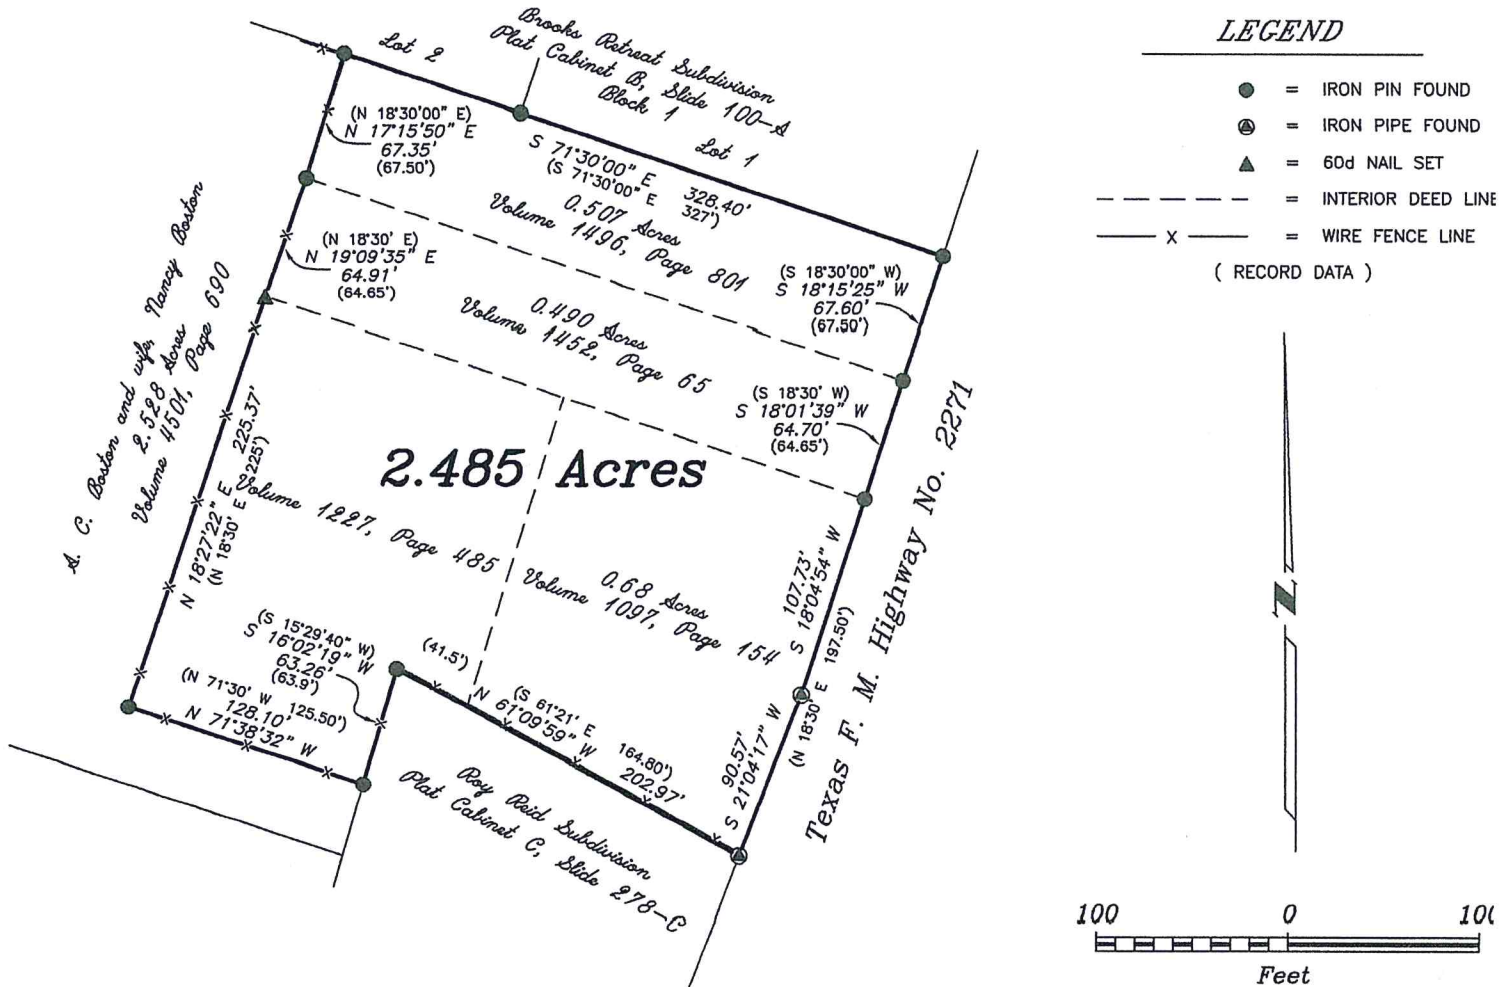 Lot 2
Brooks Retreat Subdivision
Plat Cabinet B, Slide 100-A
Block 1
Lot 1
(N 18°30'00" E)
N 17°15'50" E
67.35'
(67.50')
S 71°30'00" E 328.40'
(S 71°30'00" E 327')
0.507 Acres
Volume 1496, Page 801
(N 18°30' E)
N 19°09'35" E
64.91'
(64.65')
(S 18°30'00" W)
S 18°15'25" W
67.60'
(67.50')
0.490 Acres
Volume 1452, Page 65
(S 18°30' W)
S 18°01'39" W
64.70'
(64.65')
S. C. Boston and wife, Nancy Boston
2.528 Acres
Volume 4501, Page 690
N 18°27'22" E 225.37'
(N 18°30' E 225')
2.485 Acres
Volume 1227, Page 485
0.68 Acres
Volume 1097, Page 154
107.73'
S 18°04'54" W
(N 18°30' E 197.50')
90.57'
S 21°04'17" W
Texas F. M. Highway No. 2271
(S 15°29'40" W)
S 16°02'19" W
63.26'
(63.9')
(41.5')
(S 61°21' E 164.80')
N 61°09'59" W 202.97'
(N 71°30' W 125.50')
128.10'
N 71°38'32" W
Roy Reid Subdivision
Plat Cabinet C, Slide 278-C
LEGEND
= IRON PIN FOUND
= IRON PIPE FOUND
= 60d NAIL SET
= INTERIOR DEED LINE
X = WIRE FENCE LINE
( RECORD DATA )
N
100 0 100
Feet